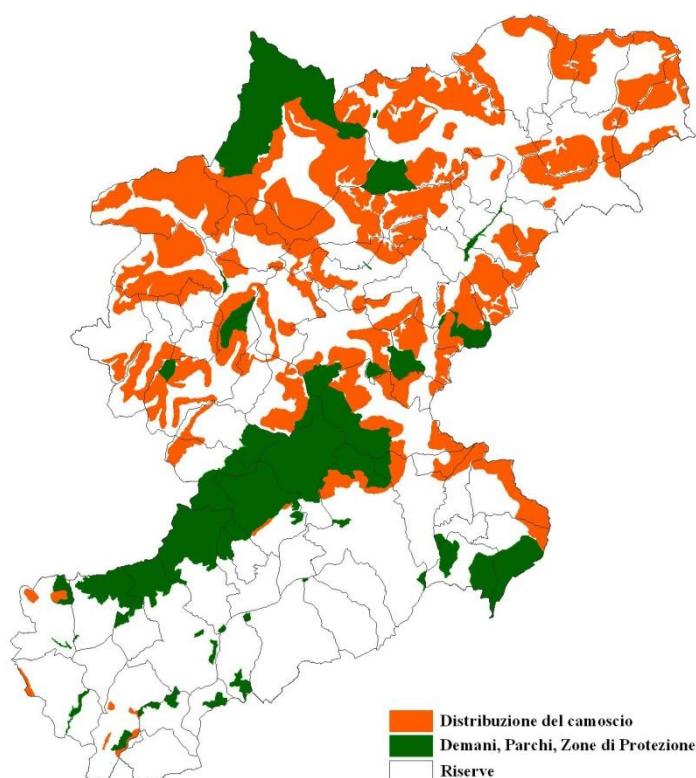 Distribuzione del camoscio
Demani, Parchi, Zone di Protezione
Riserve